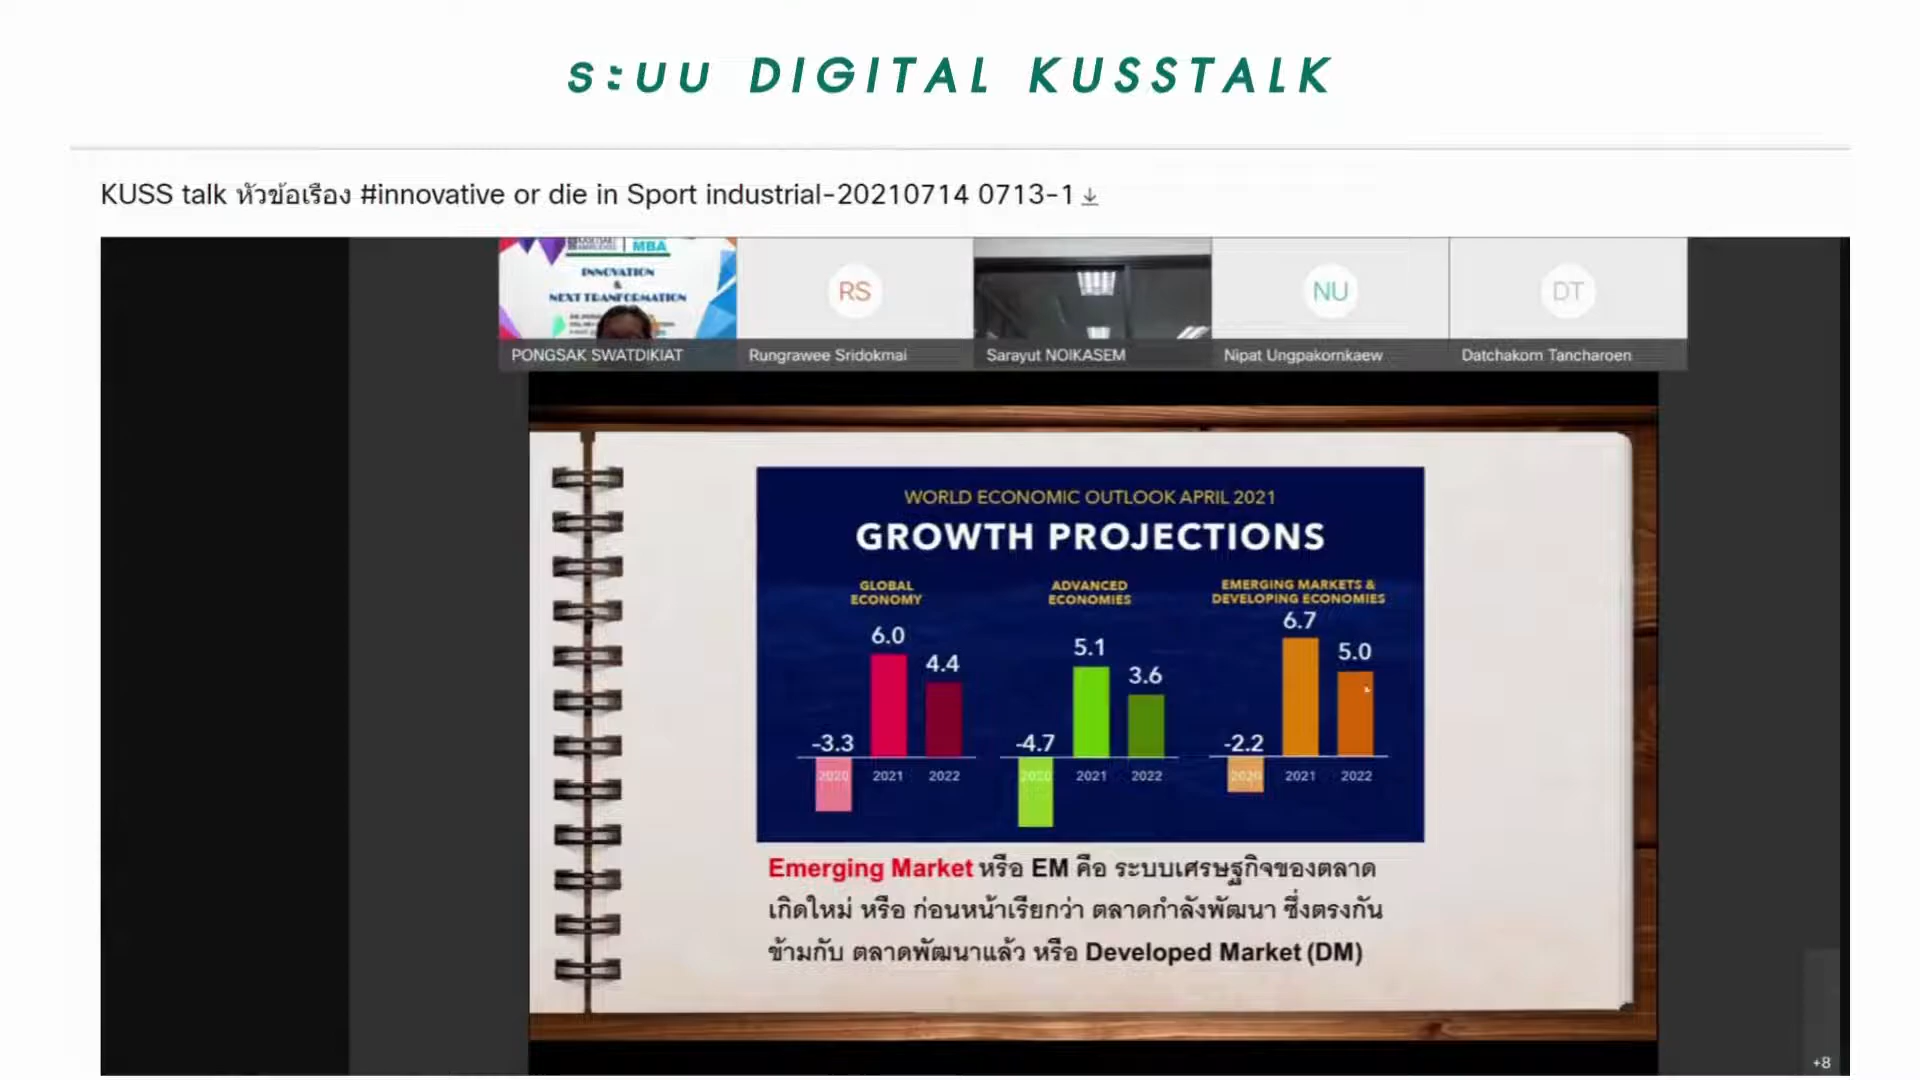 ระบบ DIGITAL KUSSTALK
KUSS talk หัวข้อเรื่อง #innovative or die in Sport industrial-20210714 0713-1
MBA
INNOVATION
&
NEXT TRANFORMATION
RS
NU
DT
PONGSAK SWATDIKIAT
Rungrawee Sridokmai
Sarayut NOIKASEM
Nipat Ungpakornkaew
Datchakorn Tancharoen
WORLD ECONOMIC OUTLOOK APRIL 2021
GROWTH PROJECTIONS
GLOBAL
ECONOMY
ADVANCED
ECONOMIES
EMERGING MARKETS &
DEVELOPING ECONOMIES
-3.3
6.0
4.4
-4.7
5.1
3.6
-2.2
6.7
5.0
2020 2021 2022
2020 2021 2022
2020 2021 2022
Emerging Market หรือ EM คือ ระบบเศรษฐกิจของตลาด
เกิดใหม่ หรือ ก่อนหน้าเรียกว่า ตลาดกำลังพัฒนา ซึ่งตรงกัน
ข้ามกับ ตลาดพัฒนาแล้ว หรือ Developed Market (DM)
+8